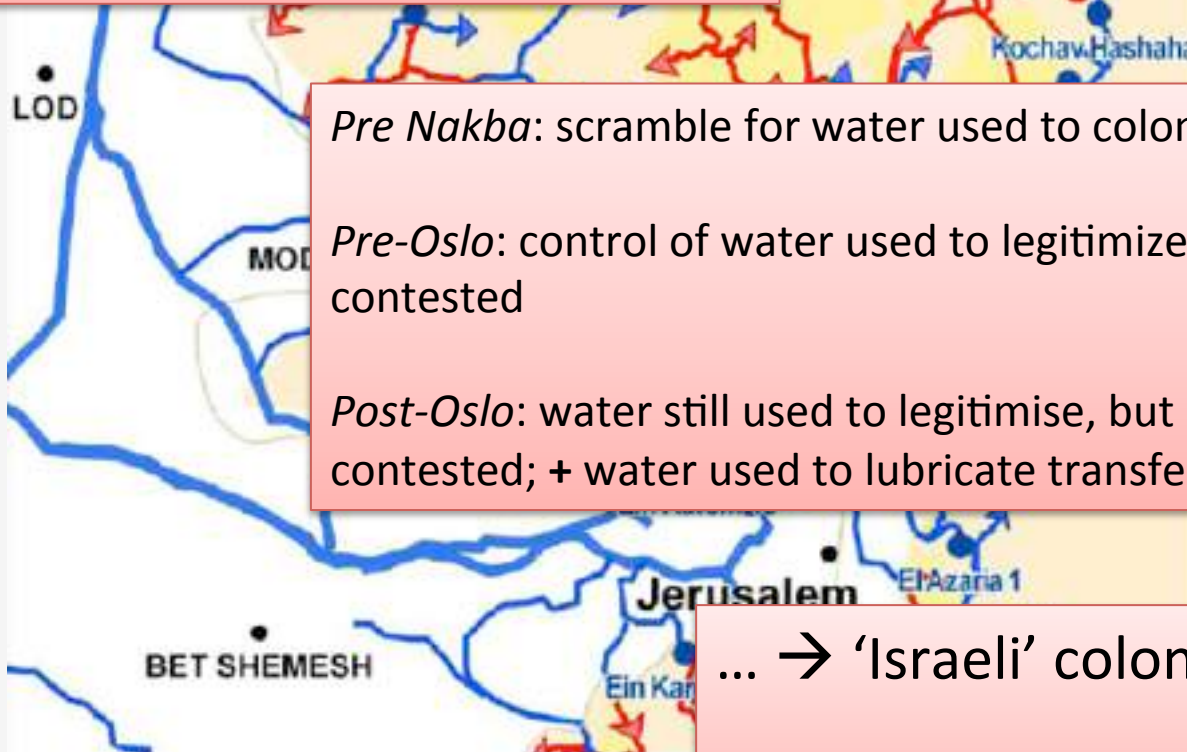 Kochav Hashaha
LOD
Pre Nakba: scramble for water used to color
Pre-Oslo: control of water used to legitimize
MOD
contested
Post-Oslo: water still used to legitimise, but
contested; + water used to lubricate transfe
El'Azaria 1
Jerusalem
BET SHEMESH
Ein Kar
... → ‘Israeli’ colon